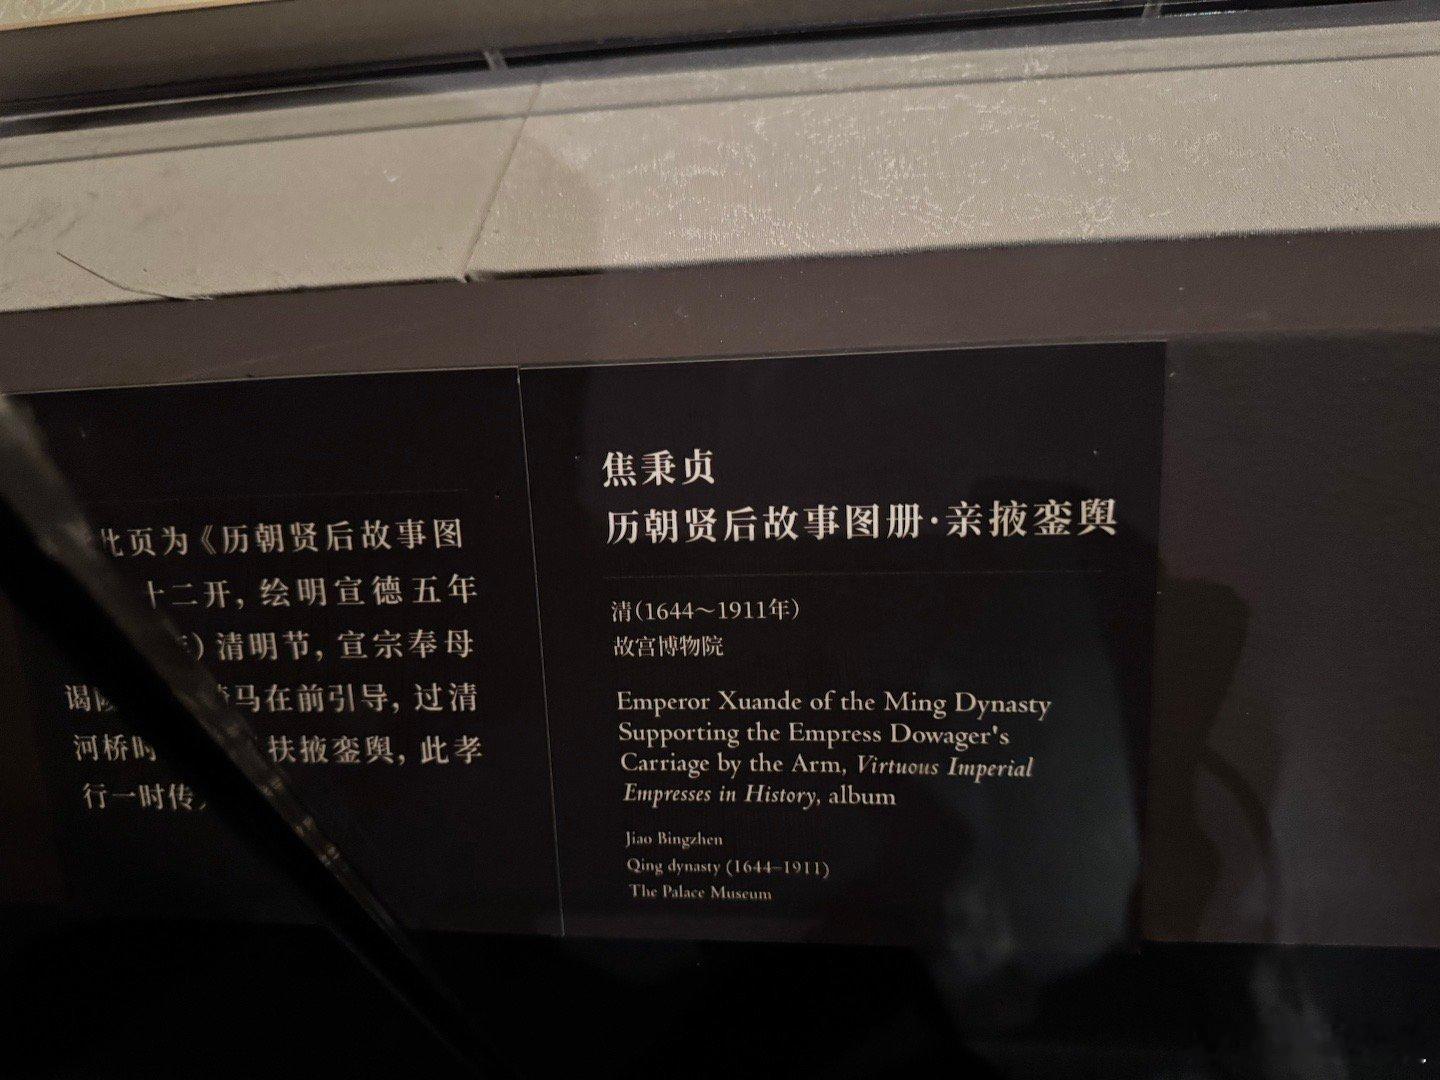 此页为《历朝贤后故事图
十二开，绘明宣德五年
）清明节，宣宗奉母
谒 马在前引导，过清
河桥时 扶掖銮舆，此孝
行一时传
焦秉贞
历朝贤后故事图册·亲掖銮舆
清（1644～1911年）
故宫博物院
Emperor Xuande of the Ming Dynasty
Supporting the Empress Dowager's
Carriage by the Arm, Virtuous Imperial
Empresses in History, album
Jiao Bingzhen
Qing dynasty (1644–1911)
The Palace Museum